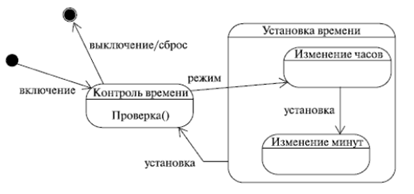 выключение/сброс
включение
Контроль времени
Проверка()
режим
Установка времени
Изменение часов
установка
Изменение минут
установка